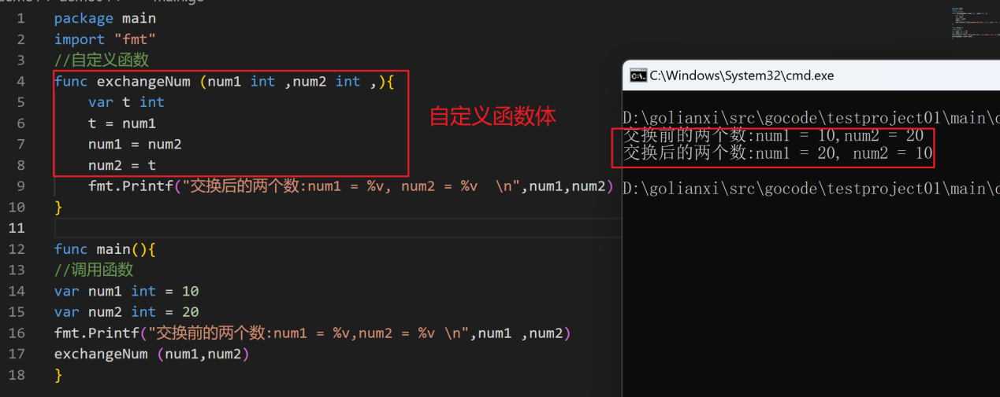 1 package main
2 import "fmt"
3 //自定义函数
4 func exchangeNum (num1 int ,num2 int ,){
5 var t int
6 t = num1
7 num1 = num2
8 num2 = t
9 fmt.Printf("交换后的两个数:num1 = %v, num2 = %v  \n",num1,num2)
10 }
11
12 func main(){
13 //调用函数
14 var num1 int = 10
15 var num2 int = 20
16 fmt.Printf("交换前的两个数:num1 = %v,num2 = %v \n",num1 ,num2)
17 exchangeNum (num1,num2)
18 }
自定义函数体
C:\Windows\System32\cmd.exe
D:\golianxi\src\gocode\testproject01\main\
交换前的两个数:num1 = 10,num2 = 20
交换后的两个数:num1 = 20, num2 = 10
D:\golianxi\src\gocode\testproject01\main\